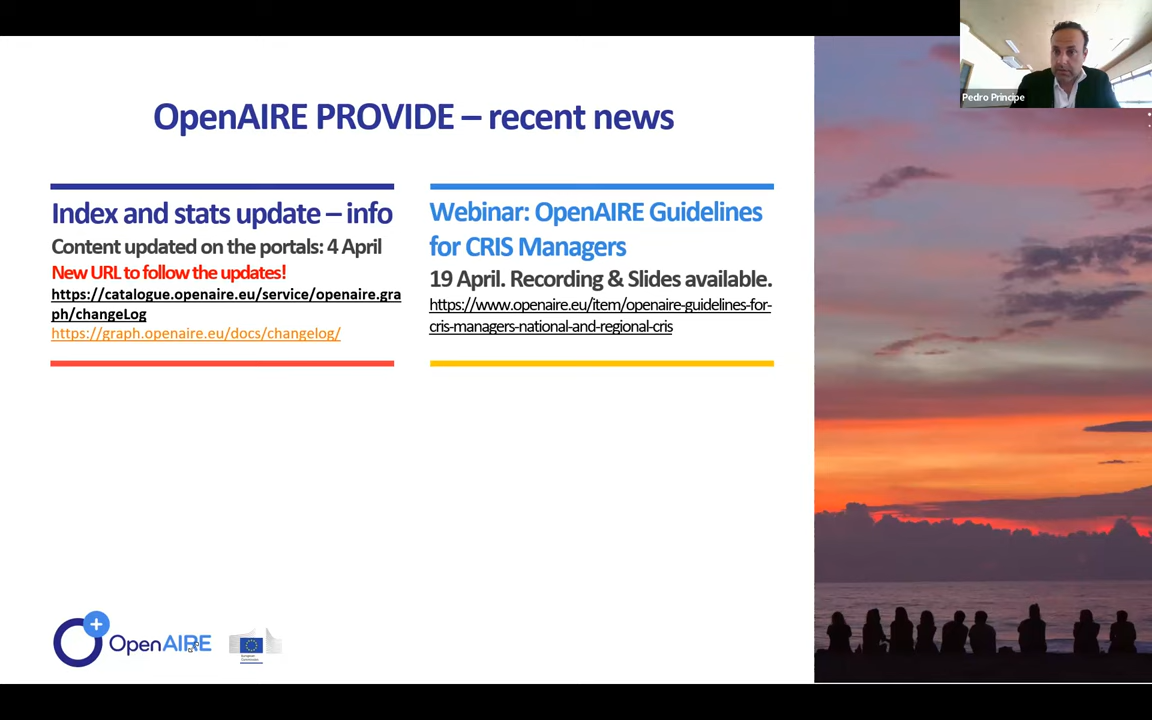 Pedro Principe
OpenAIRE PROVIDE – recent news
Index and stats update – info
Content updated on the portals: 4 April
New URL to follow the updates!
https://catalogue.openaire.eu/service/openaire.gra
ph/changeLog
https://graph.openaire.eu/docs/changelog/
Webinar: OpenAIRE Guidelines
for CRIS Managers
19 April. Recording & Slides available.
https://www.openaire.eu/item/openaire-guidelines-for-
cris-managers-national-and-regional-cris
OpenAIRE
European
Commission